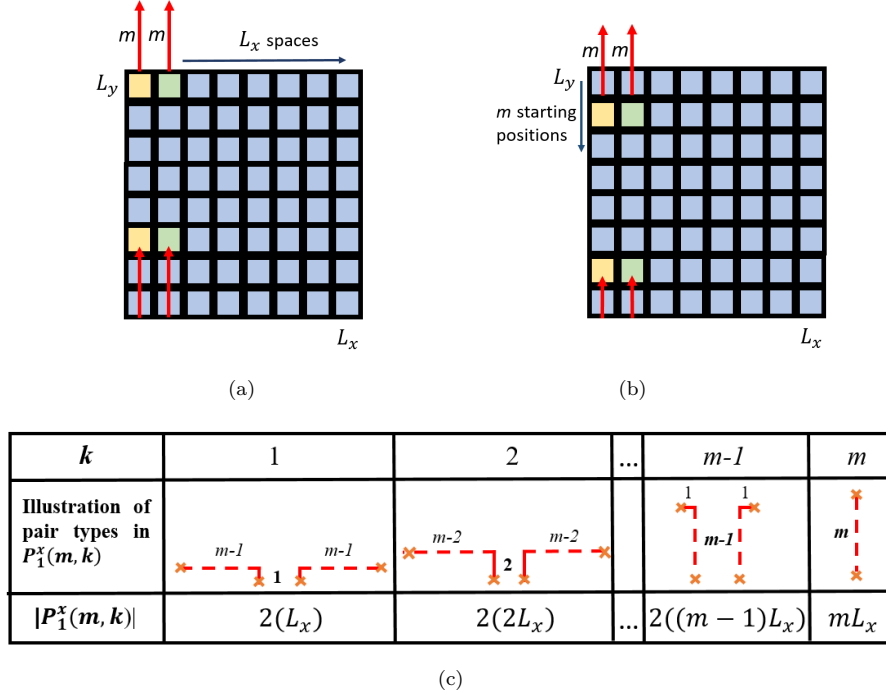 m m
L_x spaces
L_y
L_x
(a)
m m
L_y
m starting
positions
L_x
(b)
k 1 2 ... m-1 m
Illustration of
pair types in
P_1^x(m, k)
m-1 1 m-1
m-2 2 m-2
1 m-1 1
m
|P_1^x(m, k)| 2(L_x) 2(2L_x) ... 2((m − 1)L_x) mL_x
(c)